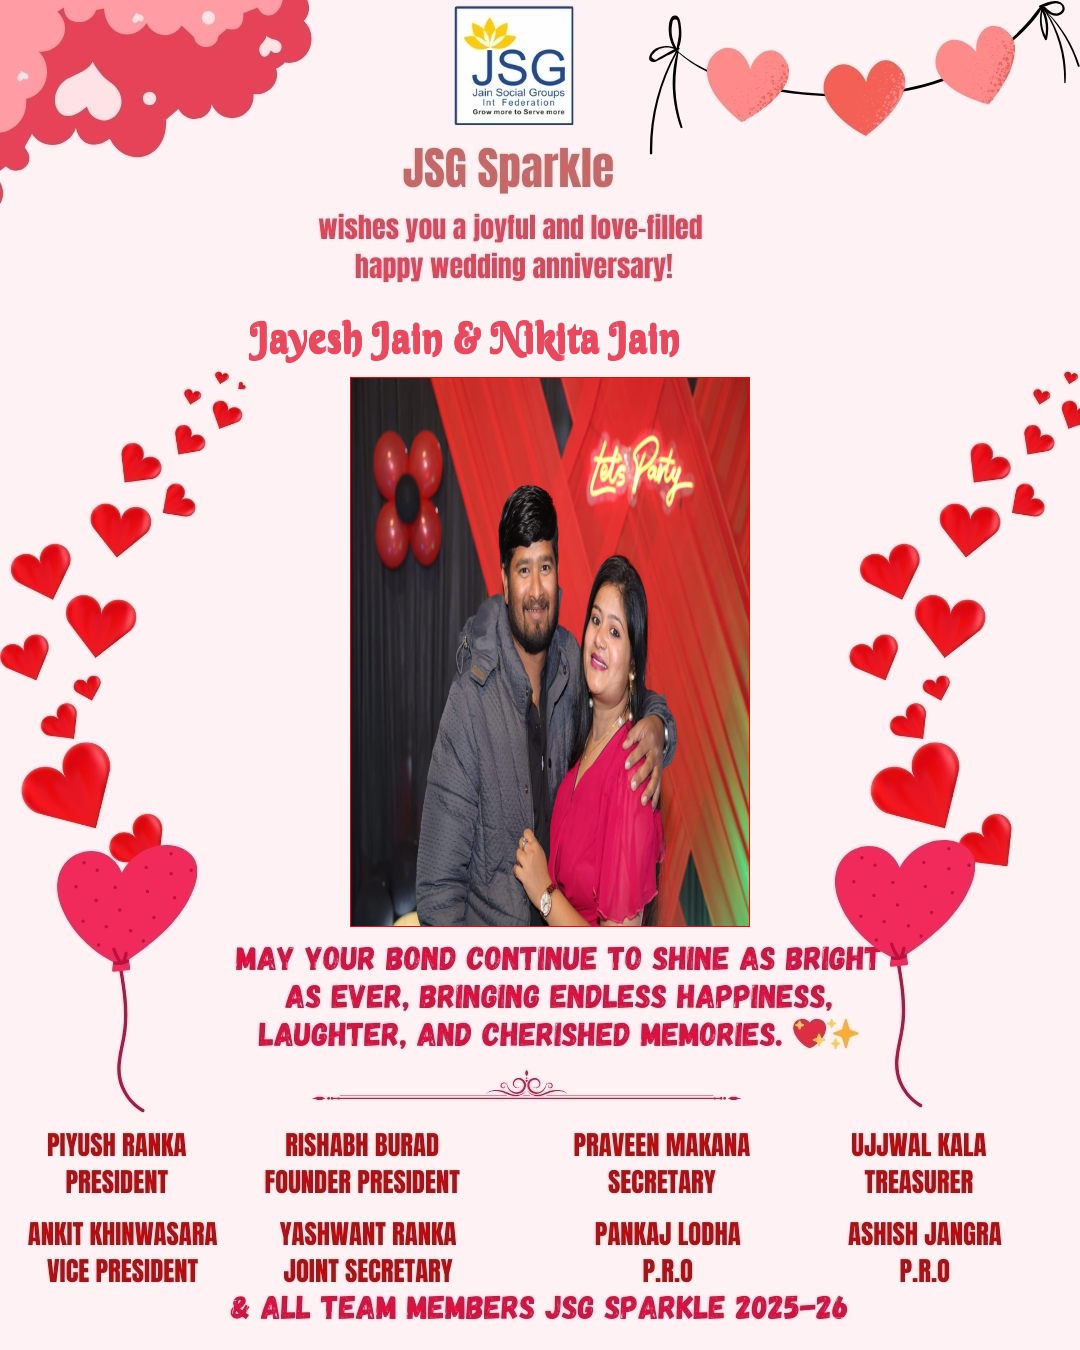 JSG
Jain Social Groups
Int Federation
Grow more to Serve more
JSG Sparkle
wishes you a joyful and love-filled
happy wedding anniversary!
Jayesh Jain & Nikita Jain
Let's Party
MAY YOUR BOND CONTINUE TO SHINE AS BRIGHT
AS EVER, BRINGING ENDLESS HAPPINESS,
LAUGHTER, AND CHERISHED MEMORIES. 💖✨
PIYUSH RANKA
PRESIDENT
RISHABH BURAD
FOUNDER PRESIDENT
PRAVEEN MAKANA
SECRETARY
UJJWAL KALA
TREASURER
ANKIT KHINWASARA
VICE PRESIDENT
YASHWANT RANKA
JOINT SECRETARY
PANKAJ LODHA
P.R.O
ASHISH JANGRA
P.R.O
& ALL TEAM MEMBERS JSG SPARKLE 2025-26